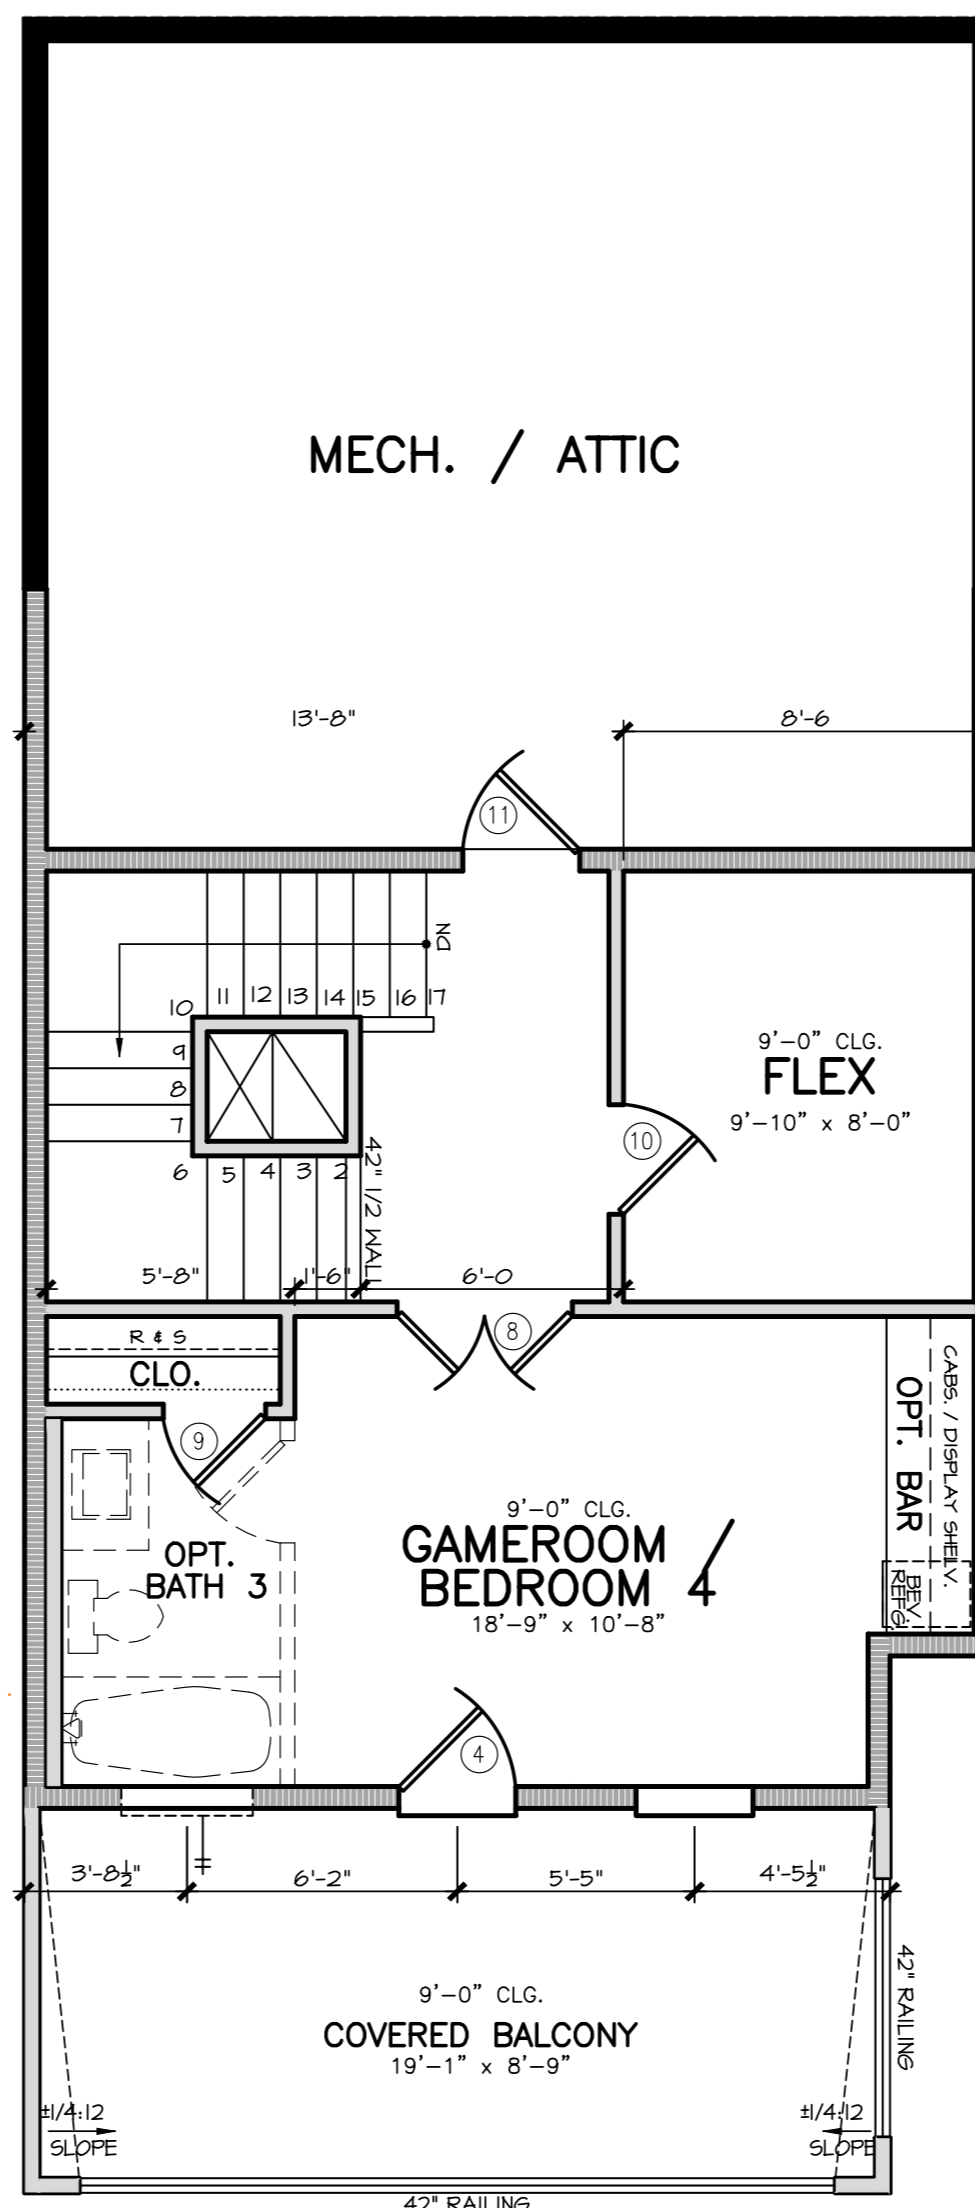 MECH. / ATTIC
13'-8"
8'-6
11
DN
10
11
12
13
14
15
16
17
9
8
7
6
5
4
3
2
42" 1/2 WALL
9'-0" CLG.
FLEX
9'-10" x 8'-0"
10
5'-8"
1'-6"
6'-0
R & S
CLO.
8
9
OPT. BAR
CABS. / DISPLAY SHELV.
BEV.
REFG.
OPT.
BATH 3
9'-0" CLG.
GAMEROOM /
BEDROOM 4
18'-9" x 10'-8"
4
3'-8½"
6'-2"
5'-5"
4'-5½"
42" RAILING
9'-0" CLG.
COVERED BALCONY
19'-1" x 8'-9"
±1/4:12
SLOPE
±1/4:12
SLOPE
42" RAILING